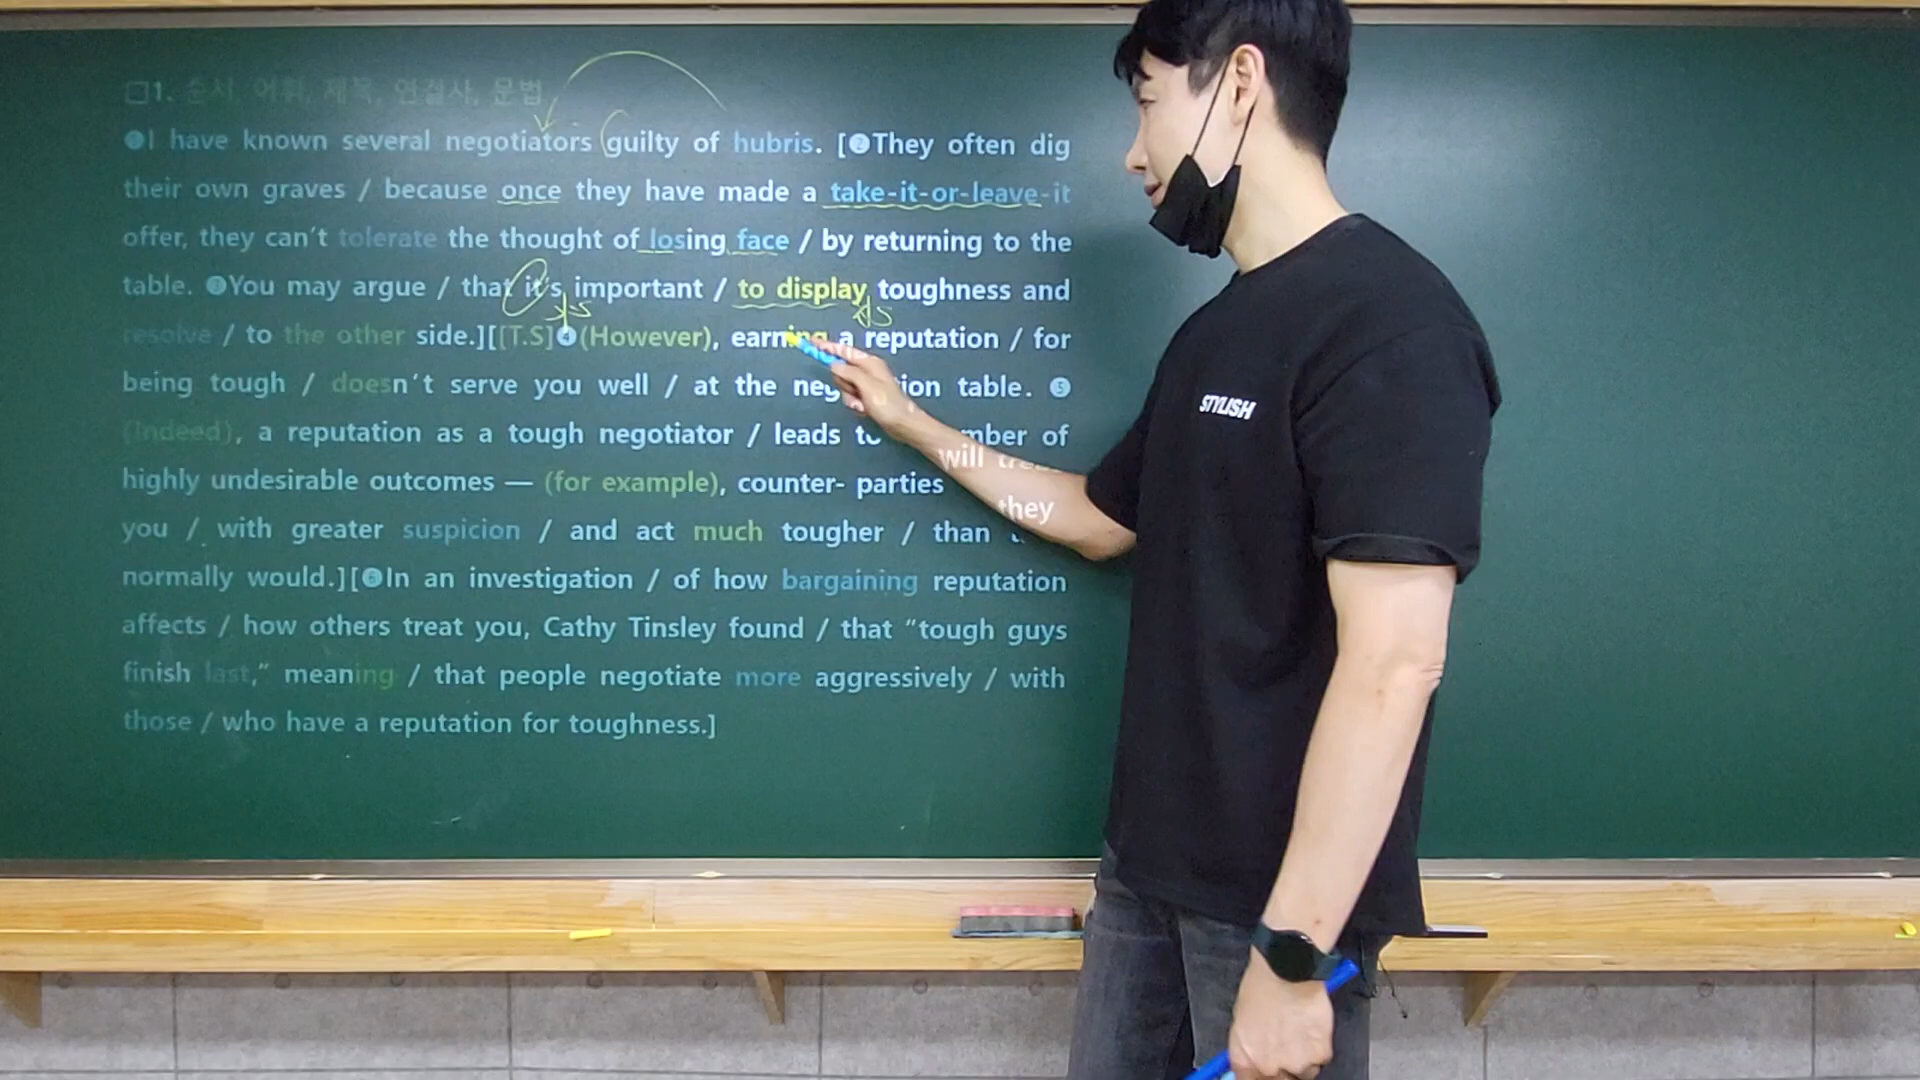 □1. 순서, 어휘, 제목, 연결사, 문법
❶I have known several negotiators guilty of hubris. [❷They often dig
their own graves / because once they have made a take-it-or-leave-it
offer, they can't tolerate the thought of losing face / by returning to the
table. ❸You may argue / that it's important / to display toughness and
가S 진S
resolve / to the other side.][[T.S]❹(However), earning a reputation / for
being tough / doesn't serve you well / at the ion table. ❺
(Indeed), a reputation as a tough negotiator / leads to mber of
highly undesirable outcomes — (for example), counter- parties will
you / with greater suspicion / and act much tougher / than they
normally would.][❻In an investigation / of how bargaining reputation
affects / how others treat you, Cathy Tinsley found / that "tough guys
finish last," meaning / that people negotiate more aggressively / with
those / who have a reputation for toughness.]
STYLISH